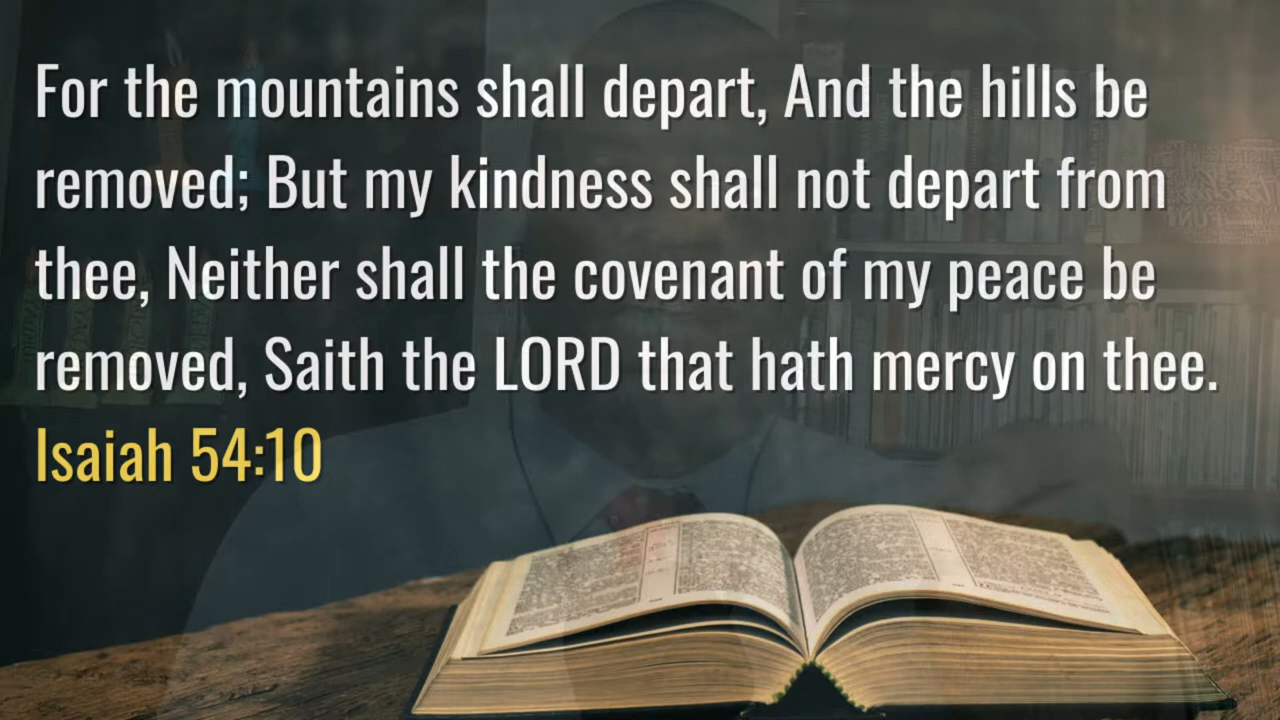 For the mountains shall depart, And the hills be
removed; But my kindness shall not depart from
thee, Neither shall the covenant of my peace be
removed, Saith the LORD that hath mercy on thee.
Isaiah 54:10